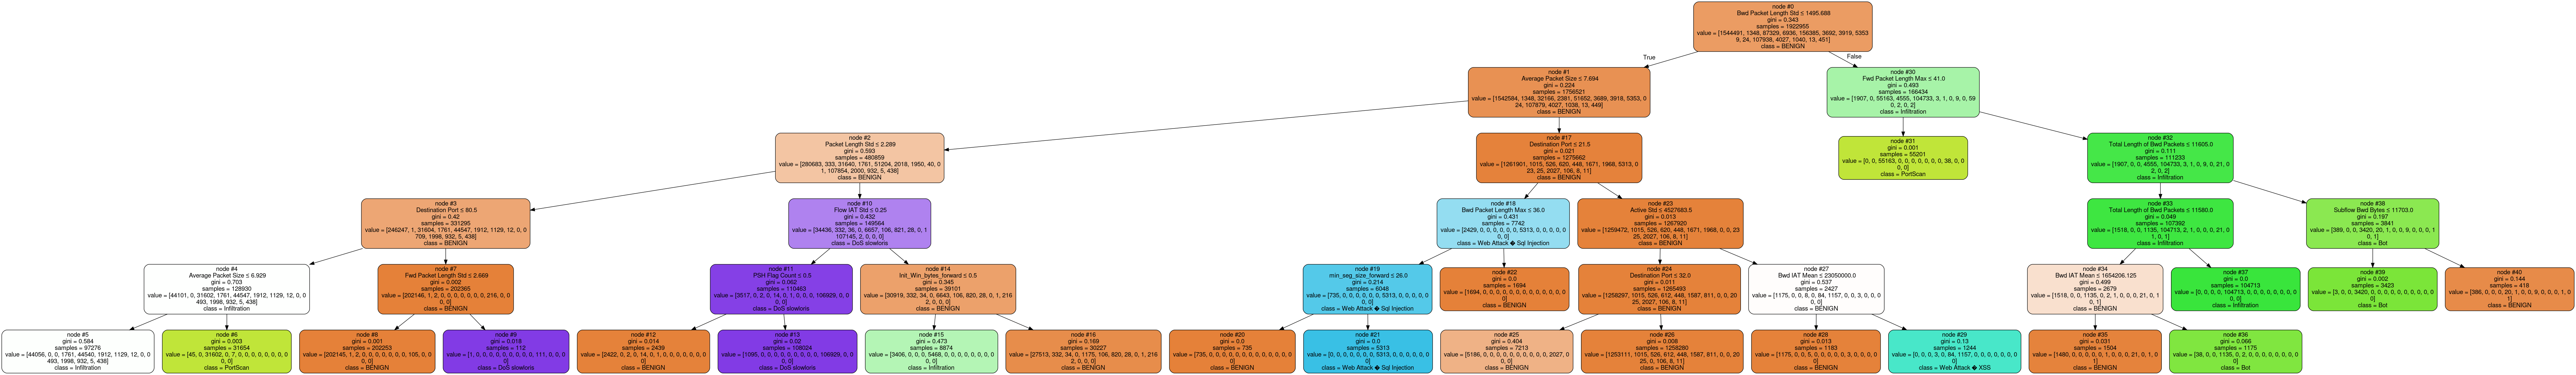 node #0
Bwd Packet Length Std ≤ 1495.688
gini = 0.343
samples = 1922955
value = [1544491, 1348, 87329, 6936, 156385, 3692, 3919, 5353
9, 24, 107938, 4027, 1040, 13, 451]
class = BENIGN
True
False
node #1
Average Packet Size ≤ 7.694
gini = 0.224
samples = 1756521
value = [1542584, 1348, 32166, 2381, 51652, 3689, 3918, 5353, 0
24, 107879, 4027, 1038, 13, 449]
class = BENIGN
node #30
Fwd Packet Length Max ≤ 41.0
gini = 0.493
samples = 166434
value = [1907, 0, 55163, 4555, 104733, 3, 1, 0, 9, 0, 59
0, 2, 0, 2]
class = Infiltration
node #2
Packet Length Std ≤ 2.289
gini = 0.593
samples = 480859
value = [280683, 333, 31640, 1761, 51204, 2018, 1950, 40, 0
1, 107854, 2000, 932, 5, 438]
class = BENIGN
node #17
Destination Port ≤ 21.5
gini = 0.021
samples = 1275662
value = [1261901, 1015, 526, 620, 448, 1671, 1968, 5313, 0
23, 25, 2027, 106, 8, 11]
class = BENIGN
node #31
gini = 0.001
samples = 55201
value = [0, 0, 55163, 0, 0, 0, 0, 0, 0, 0, 38, 0, 0
0, 0]
class = PortScan
node #32
Total Length of Bwd Packets ≤ 11605.0
gini = 0.111
samples = 111233
value = [1907, 0, 0, 4555, 104733, 3, 1, 0, 9, 0, 21, 0
2, 0, 2]
class = Infiltration
node #3
Destination Port ≤ 80.5
gini = 0.42
samples = 331295
value = [246247, 1, 31604, 1761, 44547, 1912, 1129, 12, 0, 0
709, 1998, 932, 5, 438]
class = BENIGN
node #10
Flow IAT Std ≤ 0.25
gini = 0.432
samples = 149564
value = [34436, 332, 36, 0, 6657, 106, 821, 28, 0, 1
107145, 2, 0, 0, 0]
class = DoS slowloris
node #18
Bwd Packet Length Max ≤ 36.0
gini = 0.431
samples = 7742
value = [2429, 0, 0, 0, 0, 0, 0, 5313, 0, 0, 0, 0, 0
0, 0]
class = Web Attack � Sql Injection
node #23
Active Std ≤ 4527683.5
gini = 0.013
samples = 1267920
value = [1259472, 1015, 526, 620, 448, 1671, 1968, 0, 0, 23
25, 2027, 106, 8, 11]
class = BENIGN
node #33
Total Length of Bwd Packets ≤ 11580.0
gini = 0.049
samples = 107392
value = [1518, 0, 0, 1135, 104713, 2, 1, 0, 0, 0, 21, 0
1, 0, 1]
class = Infiltration
node #38
Subflow Bwd Bytes ≤ 11703.0
gini = 0.197
samples = 3841
value = [389, 0, 0, 3420, 20, 1, 0, 0, 9, 0, 0, 0, 1
0, 1]
class = Bot
node #4
Average Packet Size ≤ 6.929
gini = 0.703
samples = 128930
value = [44101, 0, 31602, 1761, 44547, 1912, 1129, 12, 0, 0
493, 1998, 932, 5, 438]
class = Infiltration
node #7
Fwd Packet Length Std ≤ 2.669
gini = 0.002
samples = 202365
value = [202146, 1, 2, 0, 0, 0, 0, 0, 0, 0, 216, 0, 0
0, 0]
class = BENIGN
node #11
PSH Flag Count ≤ 0.5
gini = 0.062
samples = 110463
value = [3517, 0, 2, 0, 14, 0, 1, 0, 0, 0, 106929, 0, 0
0, 0]
class = DoS slowloris
node #14
Init_Win_bytes_forward ≤ 0.5
gini = 0.345
samples = 39101
value = [30919, 332, 34, 0, 6643, 106, 820, 28, 0, 1, 216
2, 0, 0, 0]
class = BENIGN
node #19
min_seg_size_forward ≤ 26.0
gini = 0.214
samples = 6048
value = [735, 0, 0, 0, 0, 0, 0, 5313, 0, 0, 0, 0, 0
0, 0]
class = Web Attack � Sql Injection
node #22
gini = 0.0
samples = 1694
value = [1694, 0, 0, 0, 0, 0, 0, 0, 0, 0, 0, 0, 0
0, 0]
class = BENIGN
node #24
Destination Port ≤ 32.0
gini = 0.011
samples = 1265493
value = [1258297, 1015, 526, 612, 448, 1587, 811, 0, 0, 20
25, 2027, 106, 8, 11]
class = BENIGN
node #27
Bwd IAT Mean ≤ 23050000.0
gini = 0.537
samples = 2427
value = [1175, 0, 0, 8, 0, 84, 1157, 0, 0, 3, 0, 0, 0
0, 0]
class = BENIGN
node #34
Bwd IAT Mean ≤ 1654206.125
gini = 0.499
samples = 2679
value = [1518, 0, 0, 1135, 0, 2, 1, 0, 0, 0, 21, 0, 1
0, 1]
class = BENIGN
node #37
gini = 0.0
samples = 104713
value = [0, 0, 0, 0, 104713, 0, 0, 0, 0, 0, 0, 0, 0
0, 0]
class = Infiltration
node #39
gini = 0.002
samples = 3423
value = [3, 0, 0, 3420, 0, 0, 0, 0, 0, 0, 0, 0, 0
0, 0]
class = Bot
node #40
gini = 0.144
samples = 418
value = [386, 0, 0, 0, 20, 1, 0, 0, 9, 0, 0, 0, 1, 0
1]
class = BENIGN
node #5
gini = 0.584
samples = 97276
value = [44056, 0, 0, 1761, 44540, 1912, 1129, 12, 0, 0
493, 1998, 932, 5, 438]
class = Infiltration
node #6
gini = 0.003
samples = 31654
value = [45, 0, 31602, 0, 7, 0, 0, 0, 0, 0, 0, 0, 0
0, 0]
class = PortScan
node #8
gini = 0.001
samples = 202253
value = [202145, 1, 2, 0, 0, 0, 0, 0, 0, 0, 105, 0, 0
0, 0]
class = BENIGN
node #9
gini = 0.018
samples = 112
value = [1, 0, 0, 0, 0, 0, 0, 0, 0, 0, 111, 0, 0, 0
0]
class = DoS slowloris
node #12
gini = 0.014
samples = 2439
value = [2422, 0, 2, 0, 14, 0, 1, 0, 0, 0, 0, 0, 0
0, 0]
class = BENIGN
node #13
gini = 0.02
samples = 108024
value = [1095, 0, 0, 0, 0, 0, 0, 0, 0, 0, 106929, 0, 0
0, 0]
class = DoS slowloris
node #15
gini = 0.473
samples = 8874
value = [3406, 0, 0, 0, 5468, 0, 0, 0, 0, 0, 0, 0, 0
0, 0]
class = Infiltration
node #16
gini = 0.169
samples = 30227
value = [27513, 332, 34, 0, 1175, 106, 820, 28, 0, 1, 216
2, 0, 0, 0]
class = BENIGN
node #20
gini = 0.0
samples = 735
value = [735, 0, 0, 0, 0, 0, 0, 0, 0, 0, 0, 0, 0, 0
0]
class = BENIGN
node #21
gini = 0.0
samples = 5313
value = [0, 0, 0, 0, 0, 0, 0, 5313, 0, 0, 0, 0, 0
0, 0]
class = Web Attack � Sql Injection
node #25
gini = 0.404
samples = 7213
value = [5186, 0, 0, 0, 0, 0, 0, 0, 0, 0, 0, 2027, 0
0, 0]
class = BENIGN
node #26
gini = 0.008
samples = 1258280
value = [1253111, 1015, 526, 612, 448, 1587, 811, 0, 0, 20
25, 0, 106, 8, 11]
class = BENIGN
node #28
gini = 0.013
samples = 1183
value = [1175, 0, 0, 5, 0, 0, 0, 0, 0, 3, 0, 0, 0, 0
0]
class = BENIGN
node #29
gini = 0.13
samples = 1244
value = [0, 0, 0, 3, 0, 84, 1157, 0, 0, 0, 0, 0, 0
0, 0]
class = Web Attack � XSS
node #35
gini = 0.031
samples = 1504
value = [1480, 0, 0, 0, 0, 0, 1, 0, 0, 0, 21, 0, 1, 0
1]
class = BENIGN
node #36
gini = 0.066
samples = 1175
value = [38, 0, 0, 1135, 0, 2, 0, 0, 0, 0, 0, 0, 0
0, 0]
class = Bot